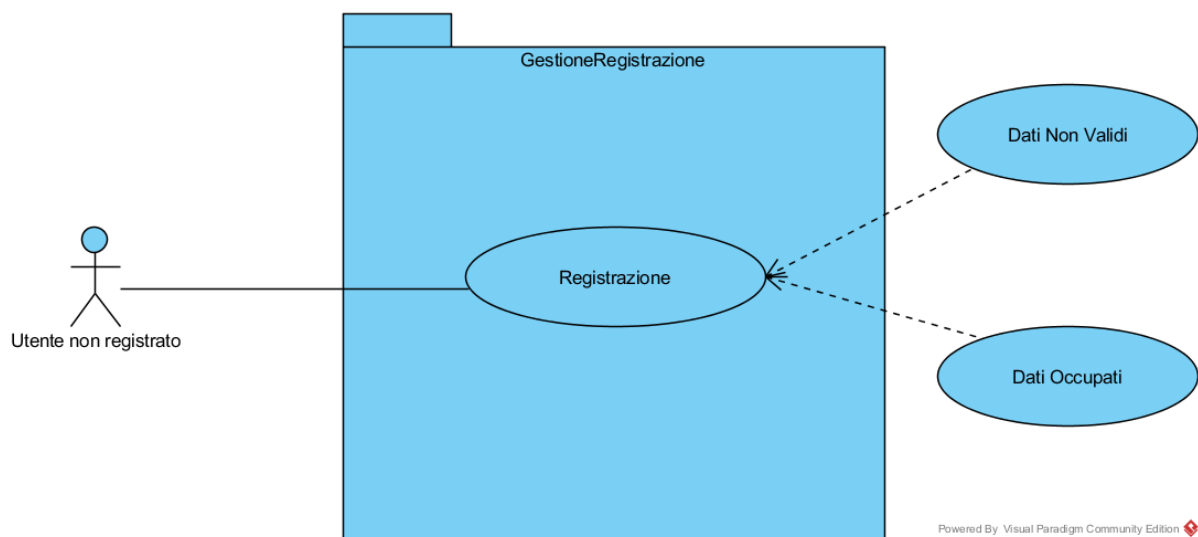 GestioneRegistrazione
Dati Non Validi
Registrazione
Utente non registrato
Dati Occupati
Powered By Visual Paradigm Community Edition